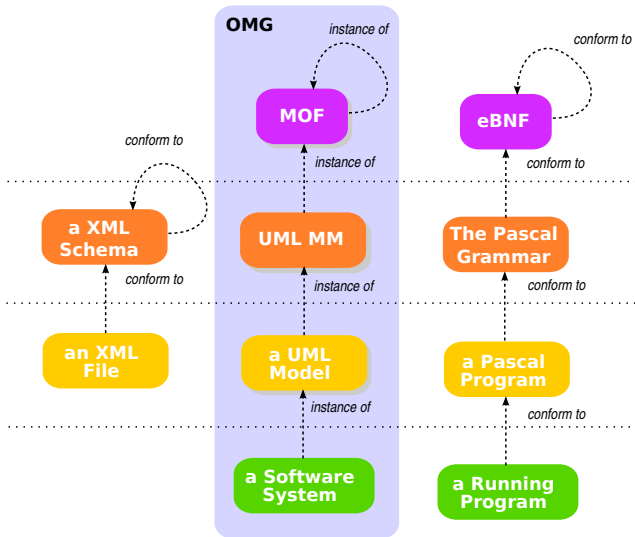 OMG
instance of
MOF
eBNF
conform to
conform to
instance of
conform to
a XML
Schema
UML MM
The Pascal
Grammar
conform to
instance of
conform to
an XML
File
a UML
Model
a Pascal
Program
instance of
conform to
a Software
System
a Running
Program